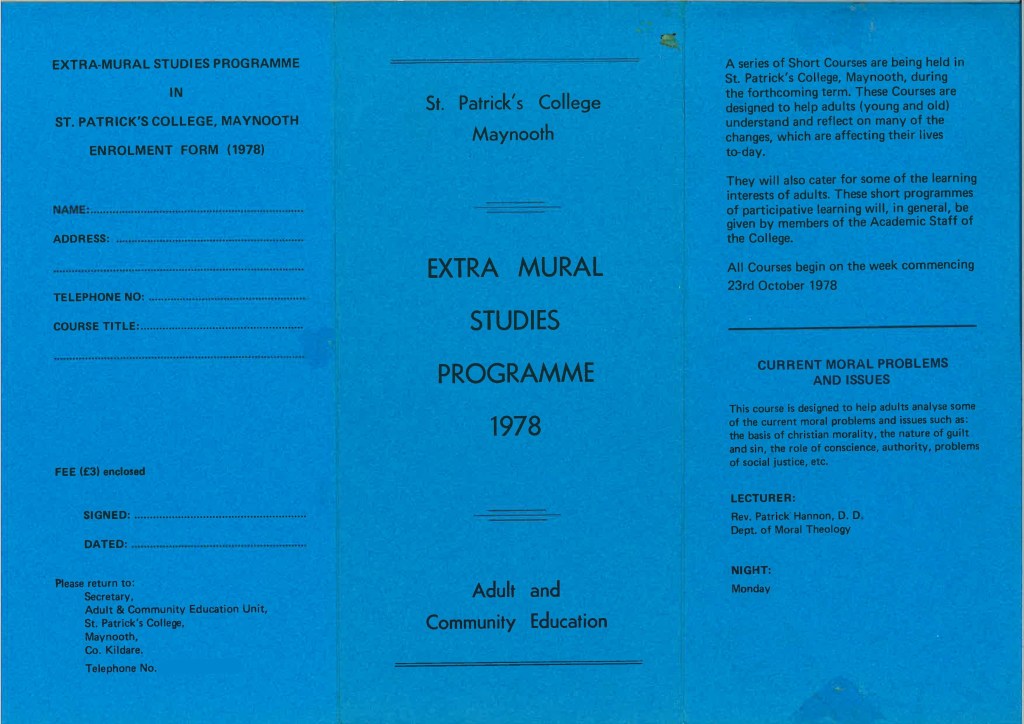 EXTRA-MURAL STUDIES PROGRAMME
IN
ST. PATRICK'S COLLEGE, MAYNOOTH
ENROLMENT FORM (1978)
NAME:
ADDRESS:
TELEPHONE NO:
COURSE TITLE:
FEE (£3) enclosed
SIGNED:
DATED:
Please return to:
Secretary,
Adult & Community Education Unit,
St. Patrick's College,
Maynooth,
Co. Kildare.
Telephone No.
St. Patrick's College
Maynooth
EXTRA MURAL
STUDIES
PROGRAMME
1978
Adult and
Community Education
A series of Short Courses are being held in
St. Patrick's College, Maynooth, during
the forthcoming term. These Courses are
designed to help adults (young and old)
understand and reflect on many of the
changes, which are affecting their lives
to-day.
They will also cater for some of the learning
interests of adults. These short programmes
of participative learning will, in general, be
given by members of the Academic Staff of
the College.
All Courses begin on the week commencing
23rd October 1978
CURRENT MORAL PROBLEMS
AND ISSUES
This course is designed to help adults analyse some
of the current moral problems and issues such as:
the basis of christian morality, the nature of guilt
and sin, the role of conscience, authority, problems
of social justice, etc.
LECTURER:
Rev. Patrick Hannon, D. D.
Dept. of Moral Theology
NIGHT:
Monday